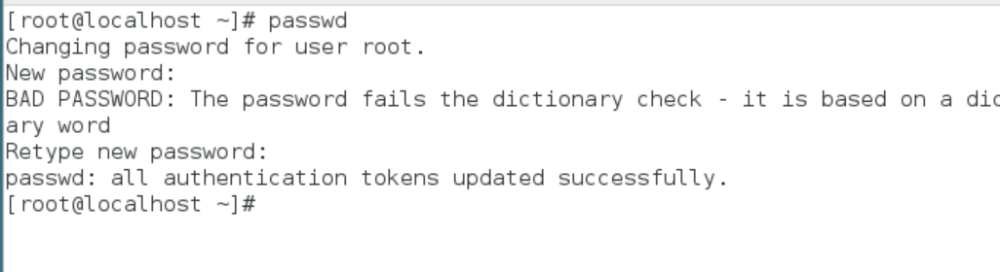 [root@localhost ~]# passwd
Changing password for user root.
New password:
BAD PASSWORD: The password fails the dictionary check - it is based on a dic
ary word
Retype new password:
passwd: all authentication tokens updated successfully.
[root@localhost ~]#